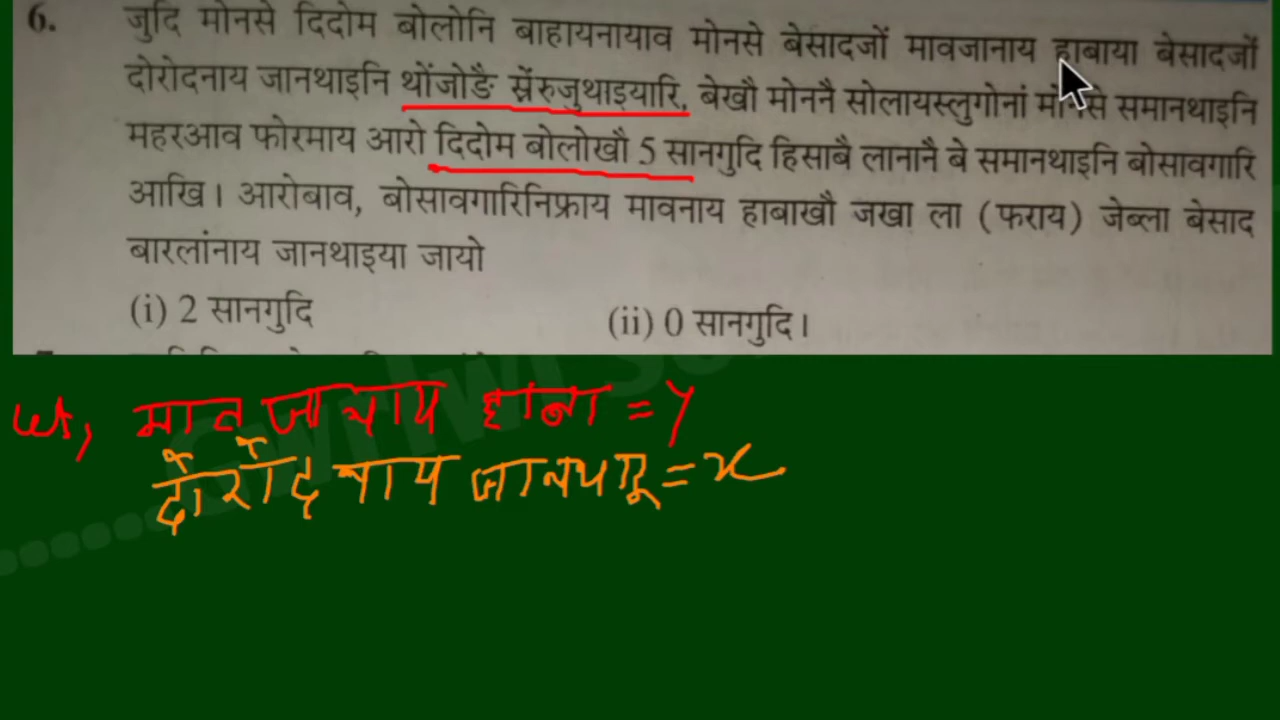 6. जुदि मोनसे दिदोम बोलोनि बाहायनायाव मोनसे बेसादजों मावजानाय हाबाया बेसादजों
दोरोदनाय जानथाइनि थोंजोङै स्रेंरुजुथाइयारि, बेखौ मोननै सोलायस्लुगोनां मोनसे समानथाइनि
महरआव फोरमाय आरो दिदोम बोलोखौ 5 सानगुदि हिसाबै लानानै बे समानथाइनि बोसावगारि
आखि। आरोबाव, बोसावगारिनिफ्राय मावनाय हाबाखौ जखा ला (फराय) जेब्ला बेसाद
बारलांनाय जानथाइया जायो
(i) 2 सानगुदि (ii) 0 सानगुदि।
let, माव जानाय हाबा = y
दोरोद नाय जानथाइ = x